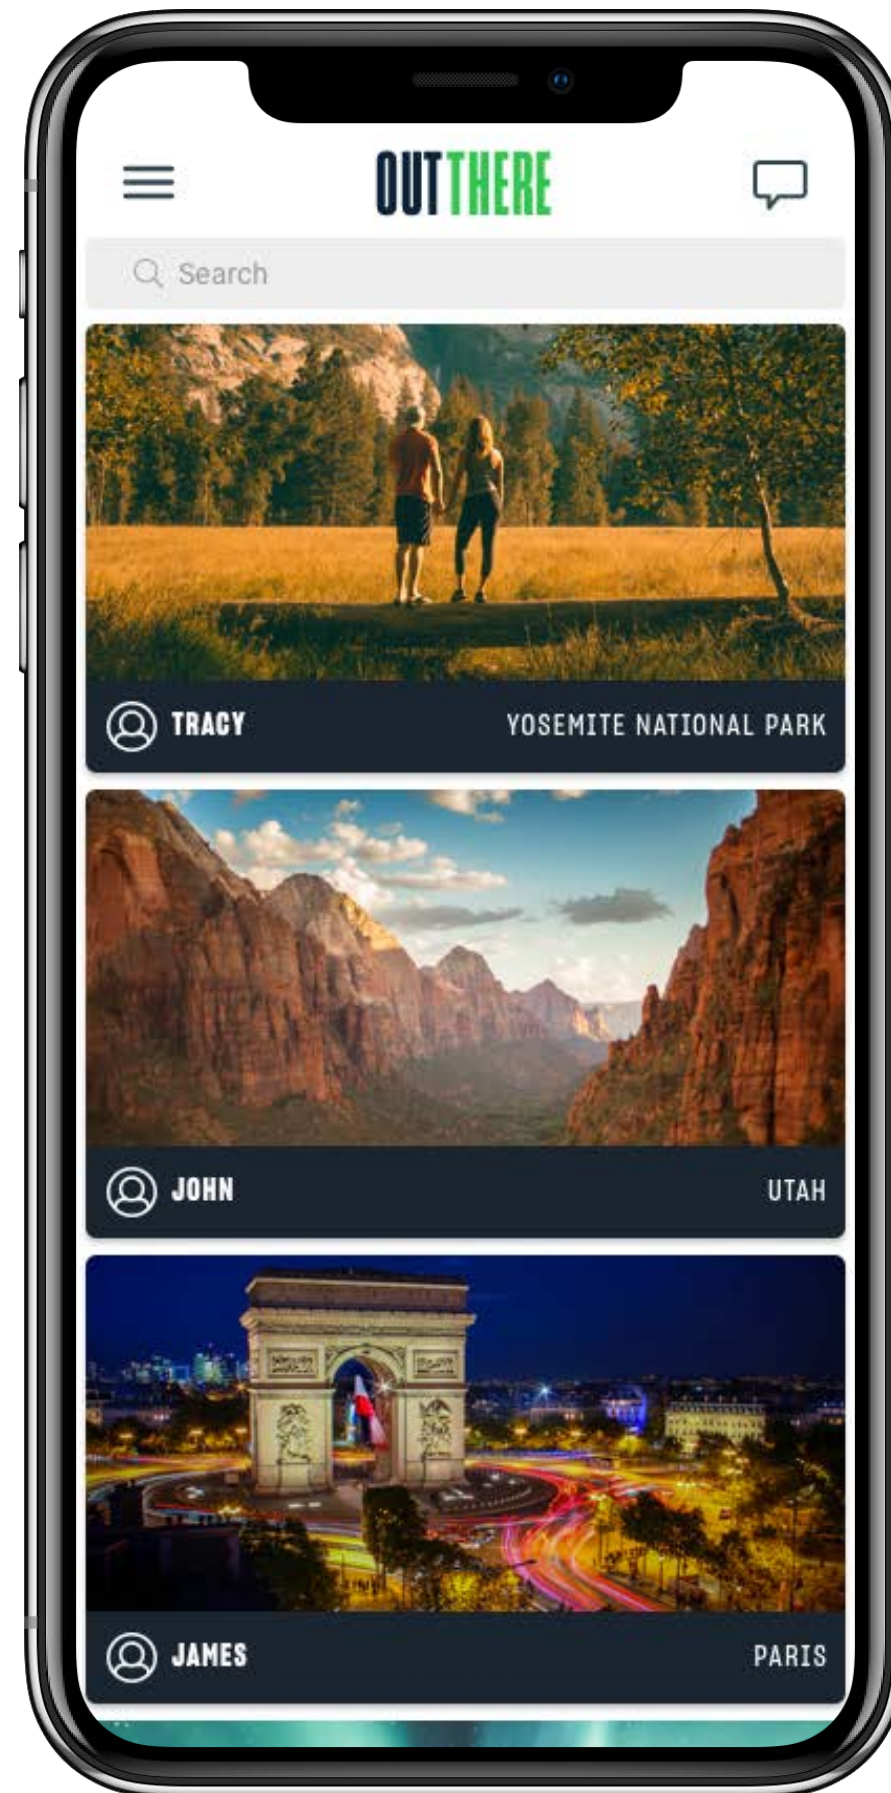 OUTTHERE
Search
TRACY YOSEMITE NATIONAL PARK
JOHN UTAH
JAMES PARIS